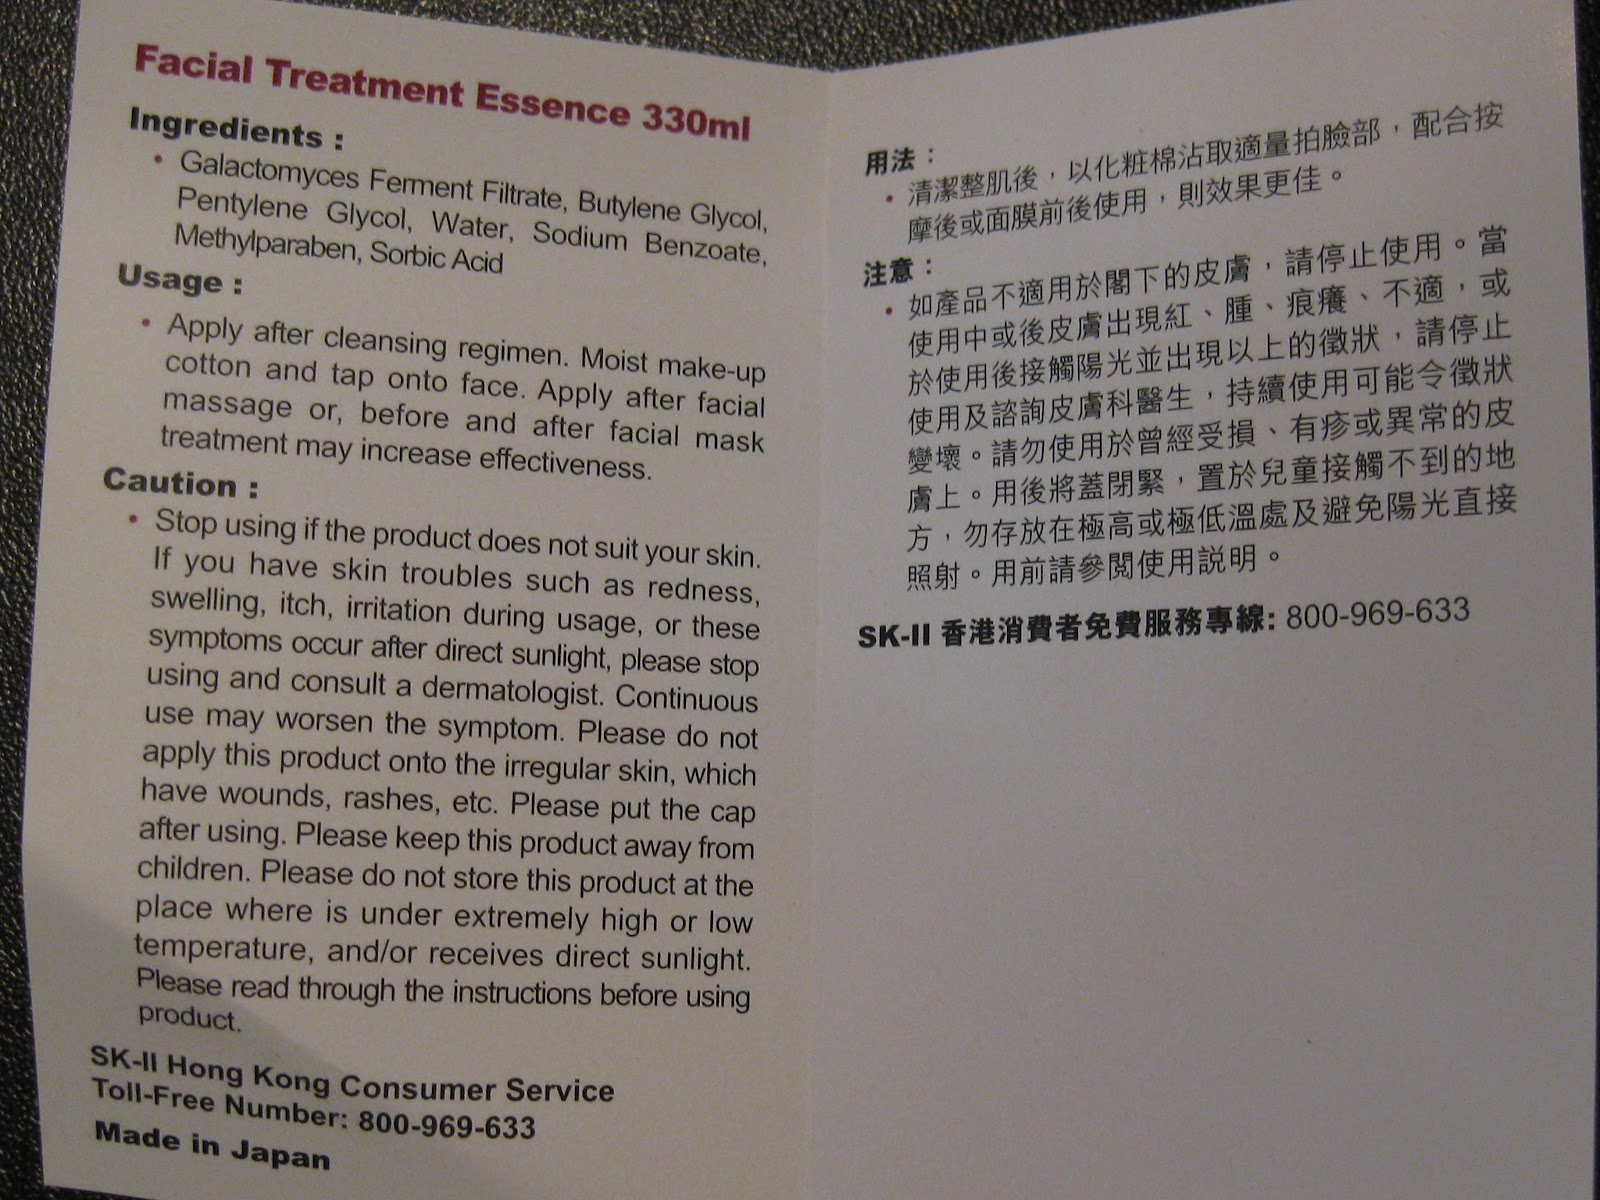 Facial Treatment Essence 330ml
Ingredients :
• Galactomyces Ferment Filtrate, Butylene Glycol,
Pentylene Glycol, Water, Sodium Benzoate,
Methylparaben, Sorbic Acid
Usage :
• Apply after cleansing regimen. Moist make-up
cotton and tap onto face. Apply after facial
massage or, before and after facial mask
treatment may increase effectiveness.
Caution :
• Stop using if the product does not suit your skin.
If you have skin troubles such as redness,
swelling, itch, irritation during usage, or these
symptoms occur after direct sunlight, please stop
using and consult a dermatologist. Continuous
use may worsen the symptom. Please do not
apply this product onto the irregular skin, which
have wounds, rashes, etc. Please put the cap
after using. Please keep this product away from
children. Please do not store this product at the
place where is under extremely high or low
temperature, and/or receives direct sunlight.
Please read through the instructions before using
product.
SK-II Hong Kong Consumer Service
Toll-Free Number: 800-969-633
Made in Japan
用法：
• 清潔整肌後，以化粧棉沾取適量拍臉部，配合按
摩後或面膜前後使用，則效果更佳。
注意：
• 如產品不適用於閣下的皮膚，請停止使用。當
使用中或後皮膚出現紅、腫、痕癢、不適，或
於使用後接觸陽光並出現以上的徵狀，請停止
使用及諮詢皮膚科醫生，持續使用可能令徵狀
變壞。請勿使用於曾經受損、有疹或異常的皮
膚上。用後將蓋閉緊，置於兒童接觸不到的地
方，勿存放在極高或極低溫處及避免陽光直接
照射。用前請參閱使用説明。
SK-II 香港消費者免費服務專線: 800-969-633